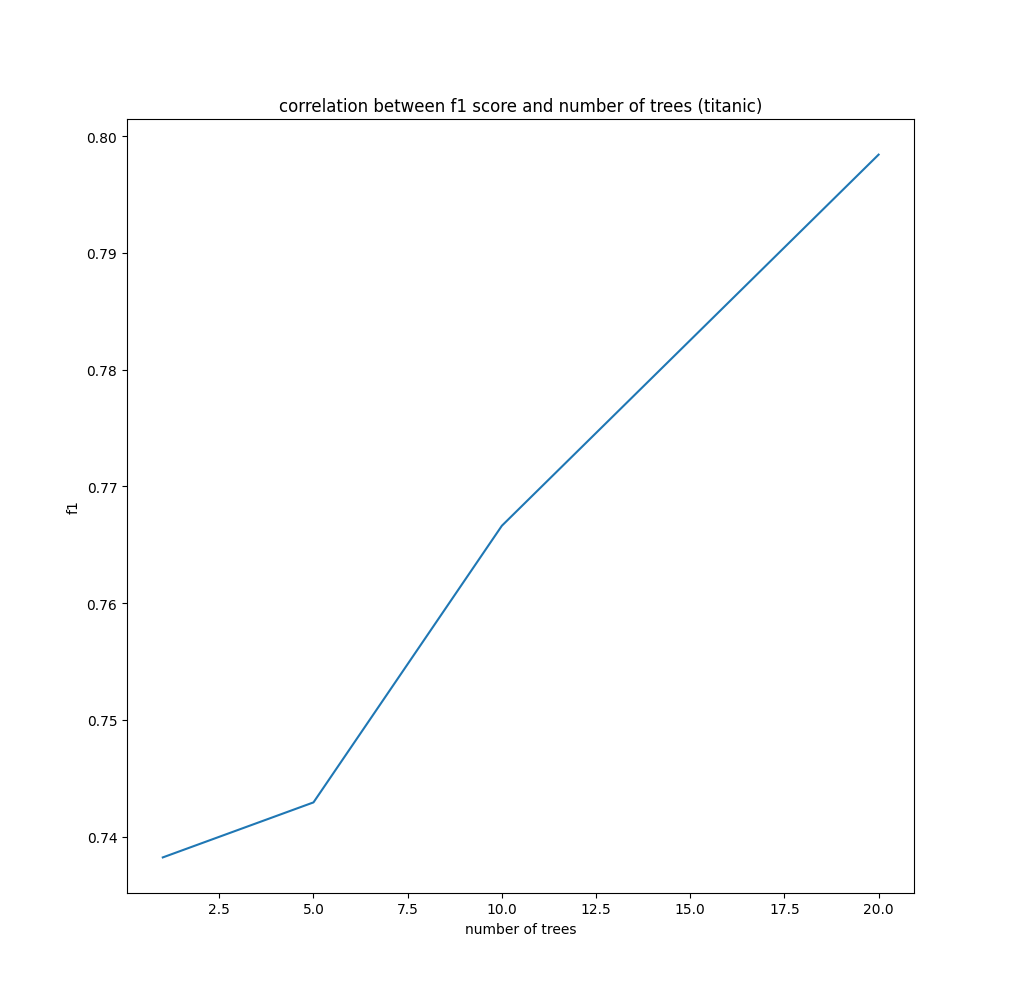 correlation between f1 score and number of trees (titanic)
0.80
0.79
0.78
0.77
f1
0.76
0.75
0.74
2.5 5.0 7.5 10.0 12.5 15.0 17.5 20.0
number of trees